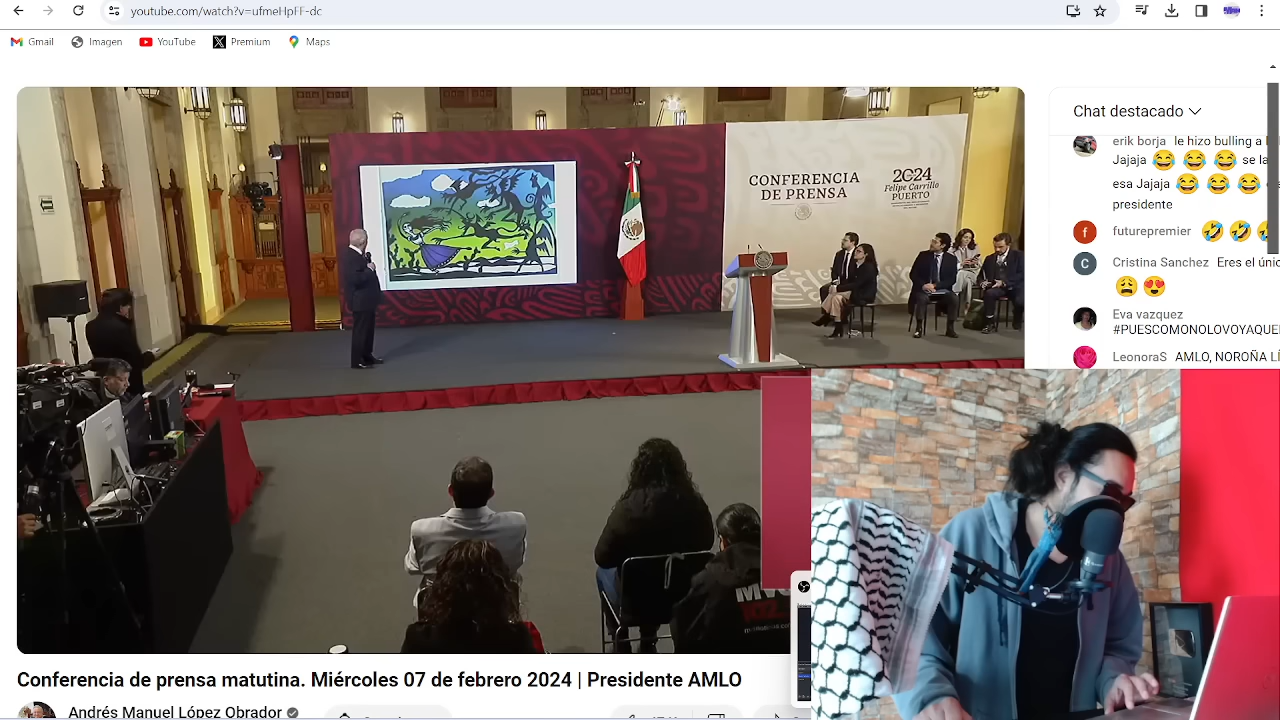 youtube.com/watch?v=ufmeHpFF-dc
Gmail
Imagen
YouTube
Premium
Maps
CONFERENCIA
DE PRENSA
2024
Felipe Carrillo
PUERTO
Chat destacado
erik borja le hizo bulling a
Jajaja 😂 😂 😂 se la
esa Jajaja 😂 😂 😂
presidente
futurepremier 🤣 🤣 🤣
Cristina Sanchez Eres el únic
😩 😍
Eva vazquez
#PUESCOMONOLOVOYAQUE
LeonoraS AMLO, NOROÑA LÍ
Conferencia de prensa matutina. Miércoles 07 de febrero 2024 | Presidente AMLO
Andrés Manuel López Obrador